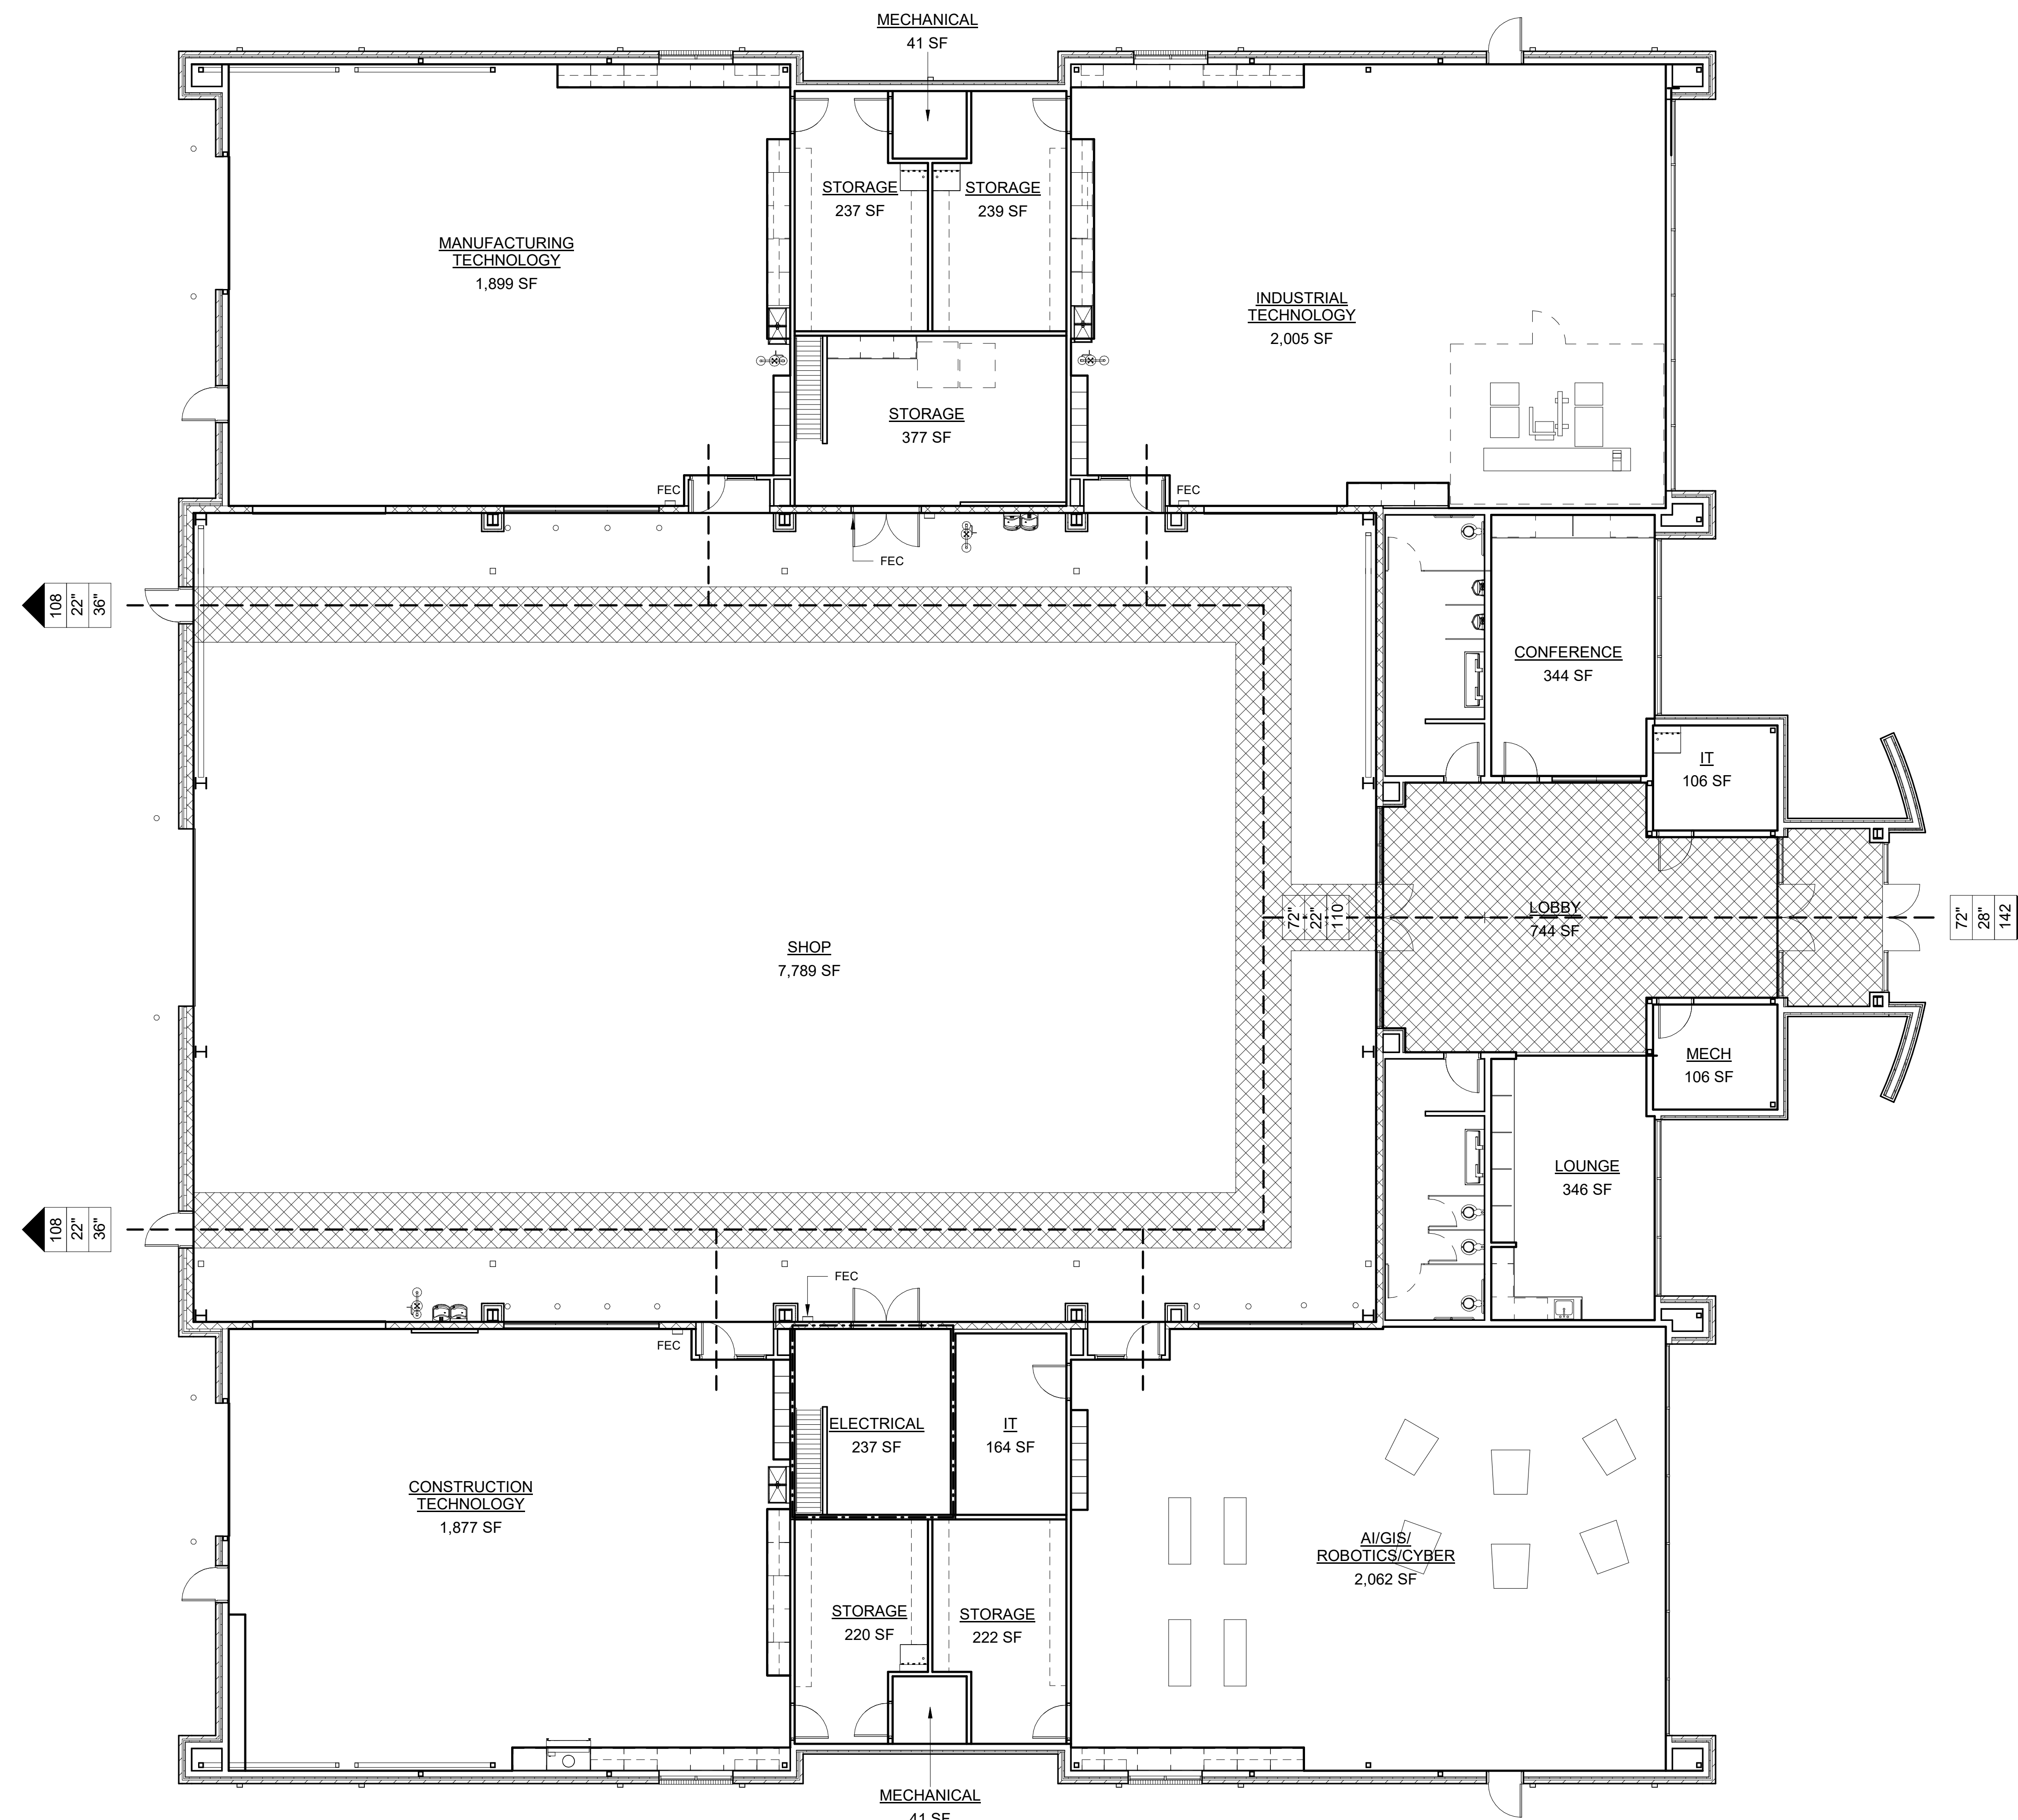 MECHANICAL
41 SF
STORAGE
237 SF
STORAGE
239 SF
MANUFACTURING
TECHNOLOGY
1,899 SF
INDUSTRIAL
TECHNOLOGY
2,005 SF
STORAGE
377 SF
FEC
FEC
FEC
108
22"
36"
CONFERENCE
344 SF
IT
106 SF
72"
22"
110
LOBBY
744 SF
72"
28"
142
SHOP
7,789 SF
MECH
106 SF
LOUNGE
346 SF
108
22"
36"
FEC
FEC
ELECTRICAL
237 SF
IT
164 SF
CONSTRUCTION
TECHNOLOGY
1,877 SF
AI/GIS/
ROBOTICS/CYBER
2,062 SF
STORAGE
220 SF
STORAGE
222 SF
MECHANICAL
41 SF